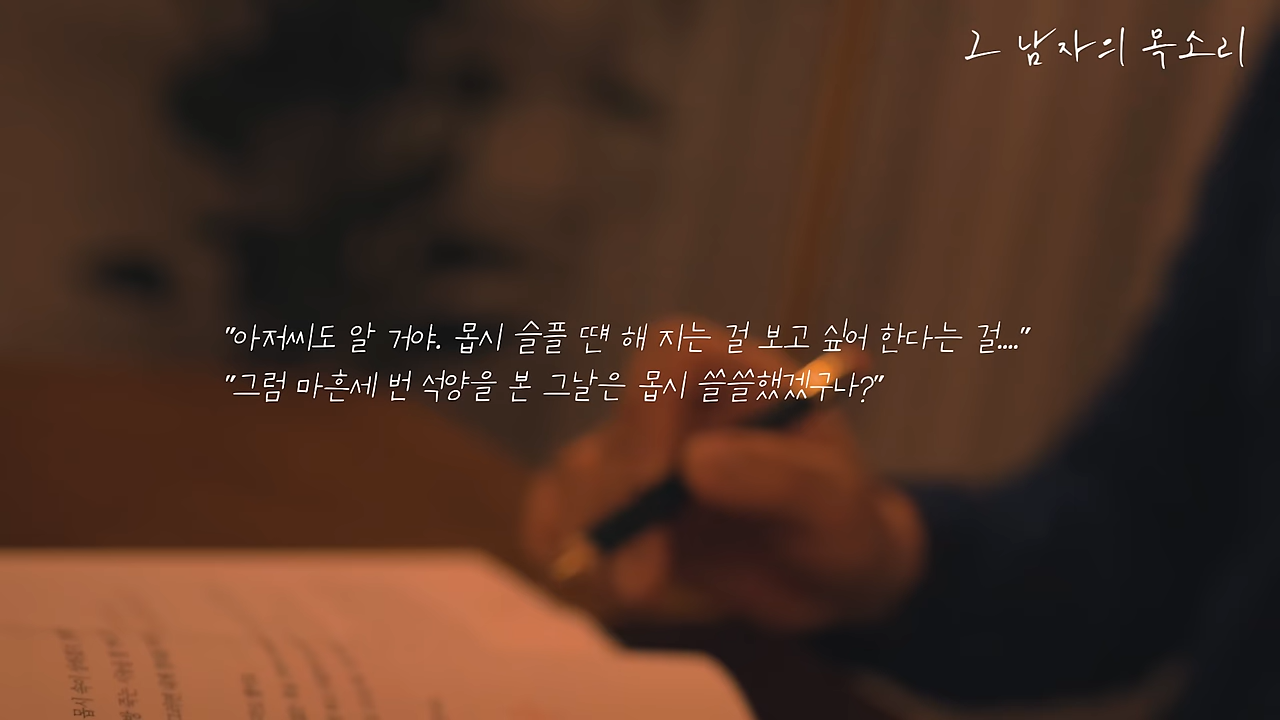 그 남자의 목소리
"아저씨도 알 거야. 몹시 슬플 땐 해 지는 걸 보고 싶어 한다는 걸...."
"그럼 마흔세 번 석양을 본 그날은 몹시 쓸쓸했겠구나?"